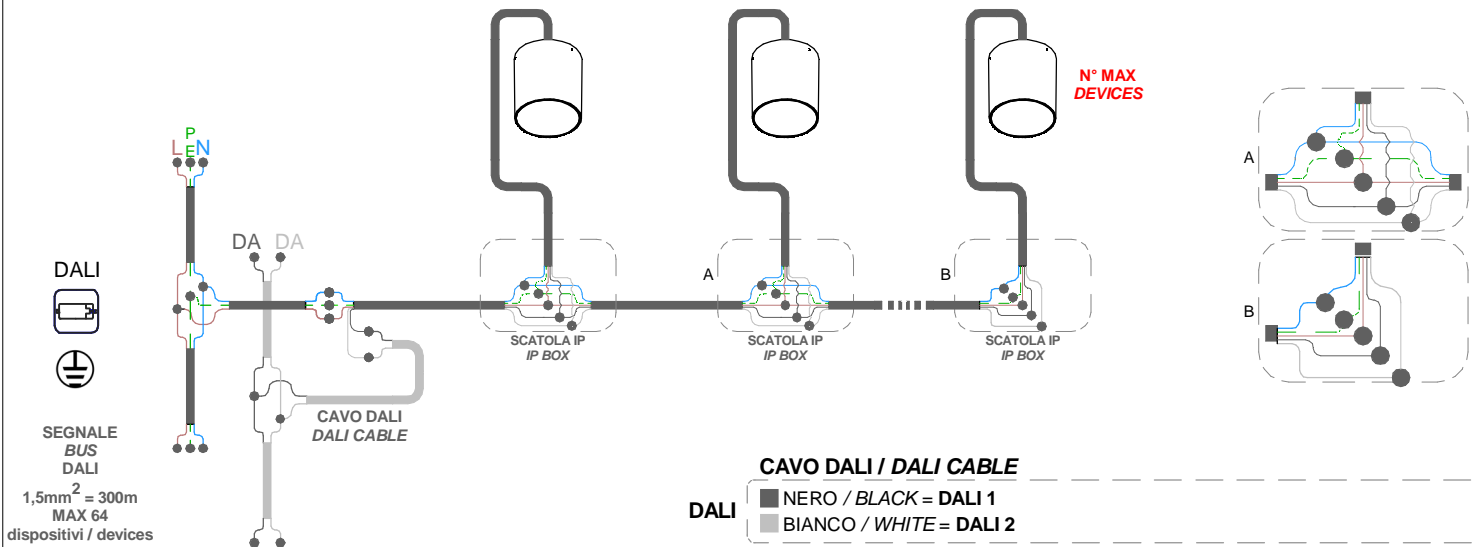 N° MAX
DEVICES
L PE N
DA DA
DALI
A
B
SCATOLA IP
IP BOX
SCATOLA IP
IP BOX
SCATOLA IP
IP BOX
A
B
CAVO DALI
DALI CABLE
SEGNALE
BUS
DALI
1,5mm² = 300m
MAX 64
dispositivi / devices
CAVO DALI / DALI CABLE
DALI
NERO / BLACK = DALI 1
BIANCO / WHITE = DALI 2